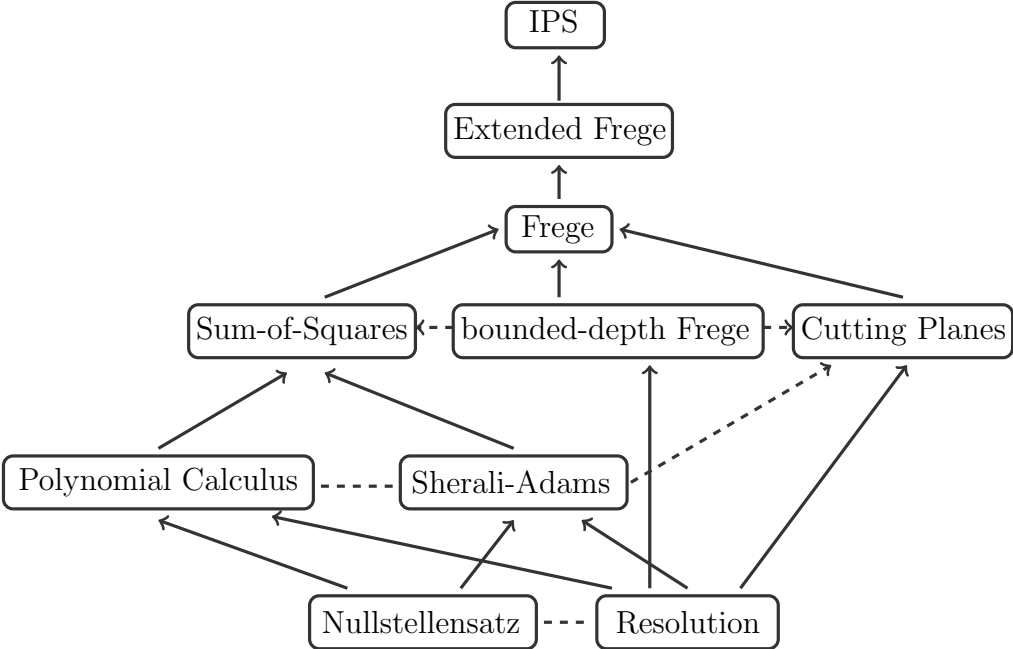 IPS
Extended Frege
Frege
Sum-of-Squares
bounded-depth Frege
Cutting Planes
Polynomial Calculus
Sherali-Adams
Nullstellensatz
Resolution